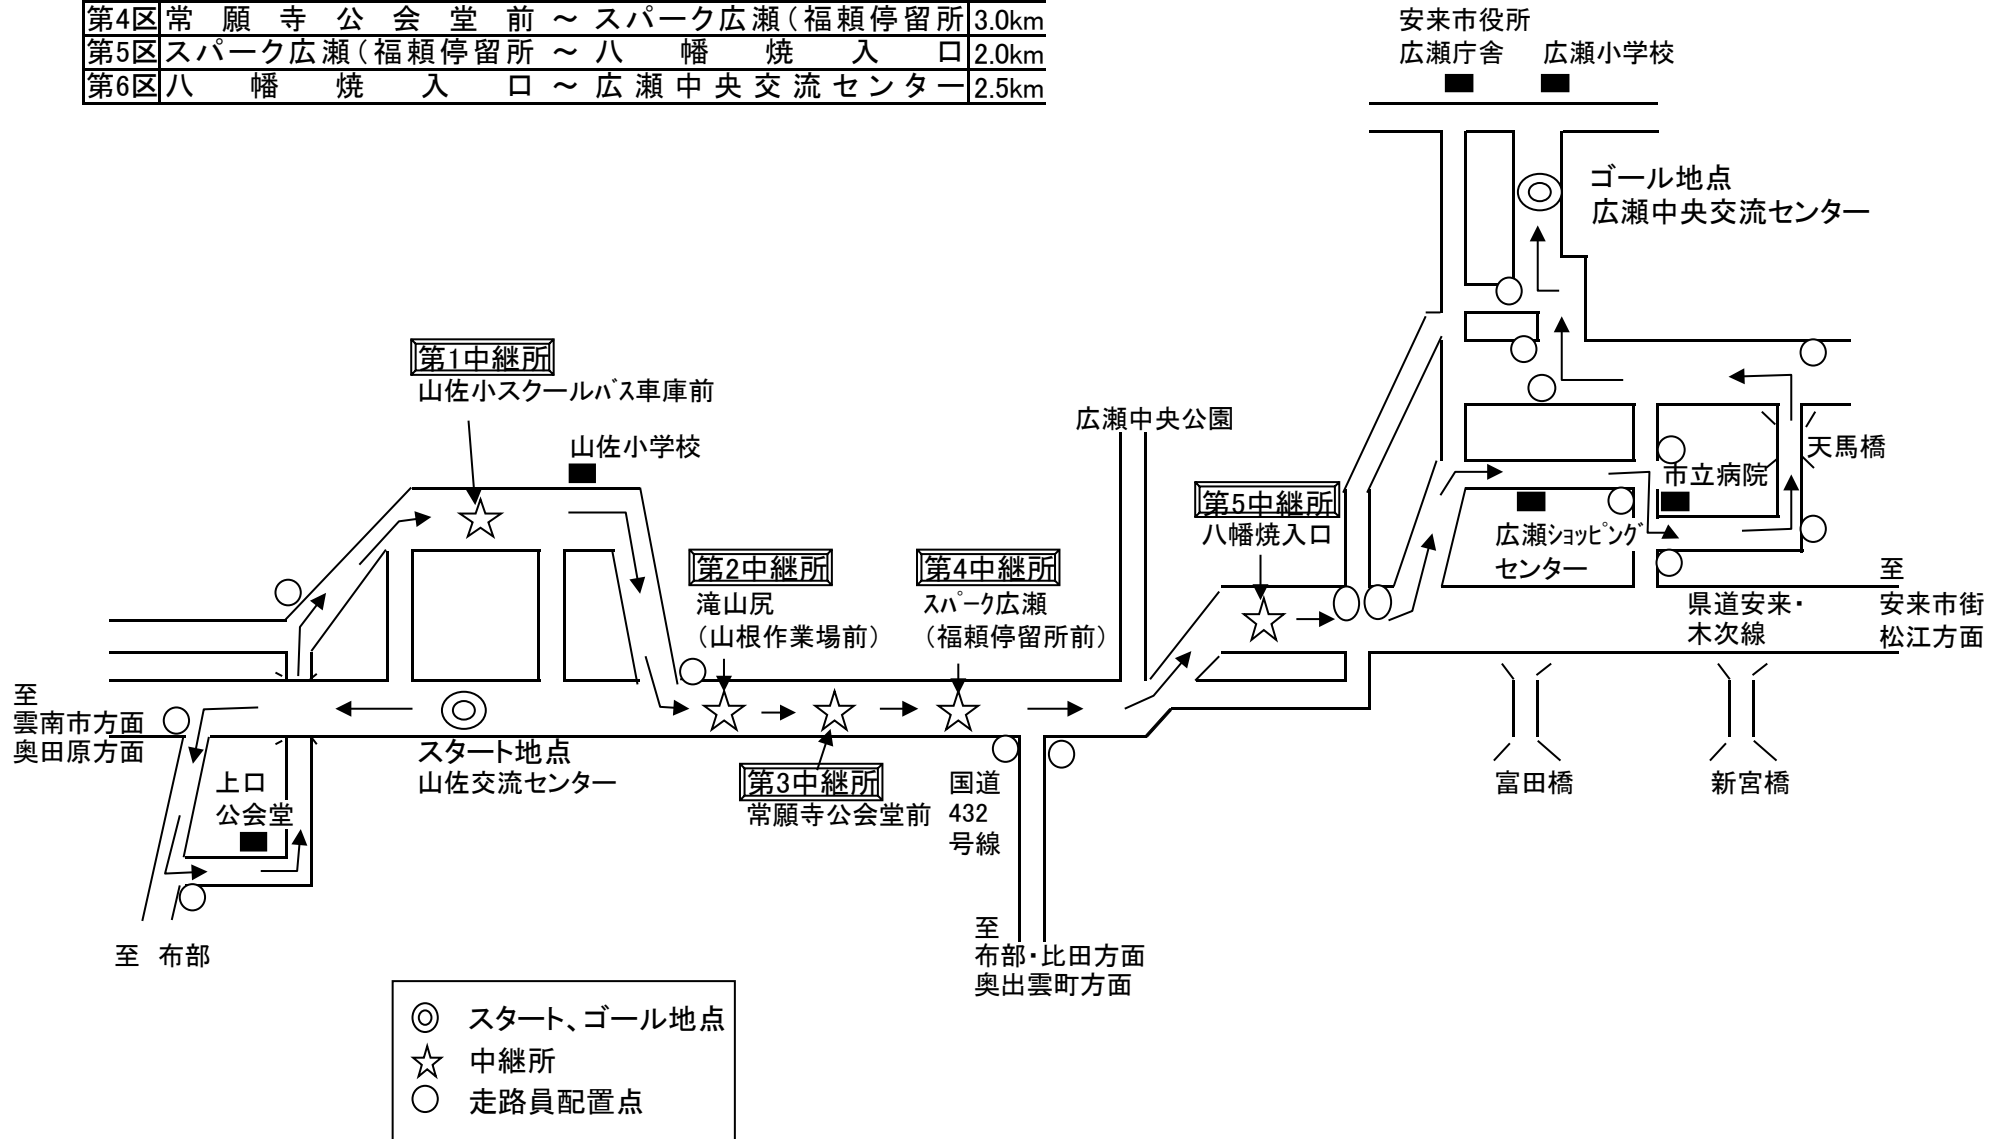 第4区 常願寺公会堂前 ～ スパーク広瀬(福頼停留所 3.0km
第5区 スパーク広瀬(福頼停留所 ～ 八幡焼入口 2.0km
第6区 八幡焼入口 ～ 広瀬中央交流センター 2.5km
安来市役所
広瀬庁舎
広瀬小学校
ゴール地点
広瀬中央交流センター
第1中継所
山佐小スクールバス車庫前
山佐小学校
広瀬中央公園
天馬橋
市立病院
第5中継所
八幡焼入口
広瀬ショッピング
センター
第2中継所
滝山尻
(山根作業場前)
第4中継所
スパーク広瀬
(福頼停留所前)
県道安来・
木次線
至
安来市街
松江方面
至
雲南市方面
奥田原方面
スタート地点
山佐交流センター
上口
公会堂
第3中継所
常願寺公会堂前
国道
432
号線
富田橋
新宮橋
至 布部
至
布部・比田方面
奥出雲町方面
◎ スタート、ゴール地点
☆ 中継所
○ 走路員配置点